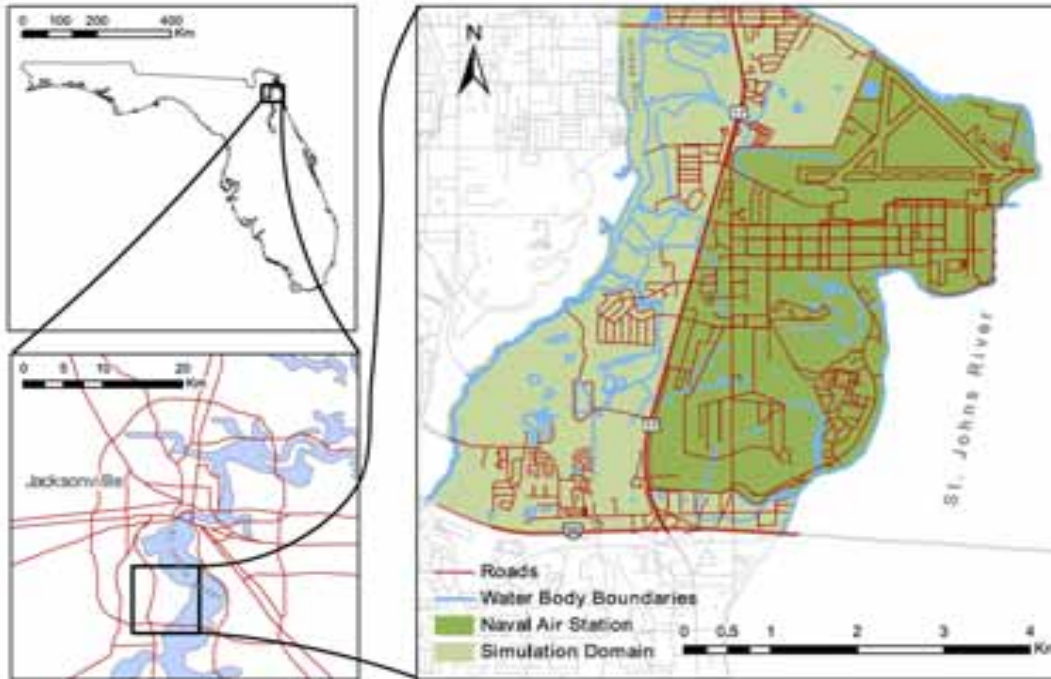 0 100 200 400
Km
0 5 10 20
Km
Jacksonville
N
St. Johns River
Roads
Water Body Boundaries
Naval Air Station
Simulation Domain
0 0.5 1 2 3 4
Km